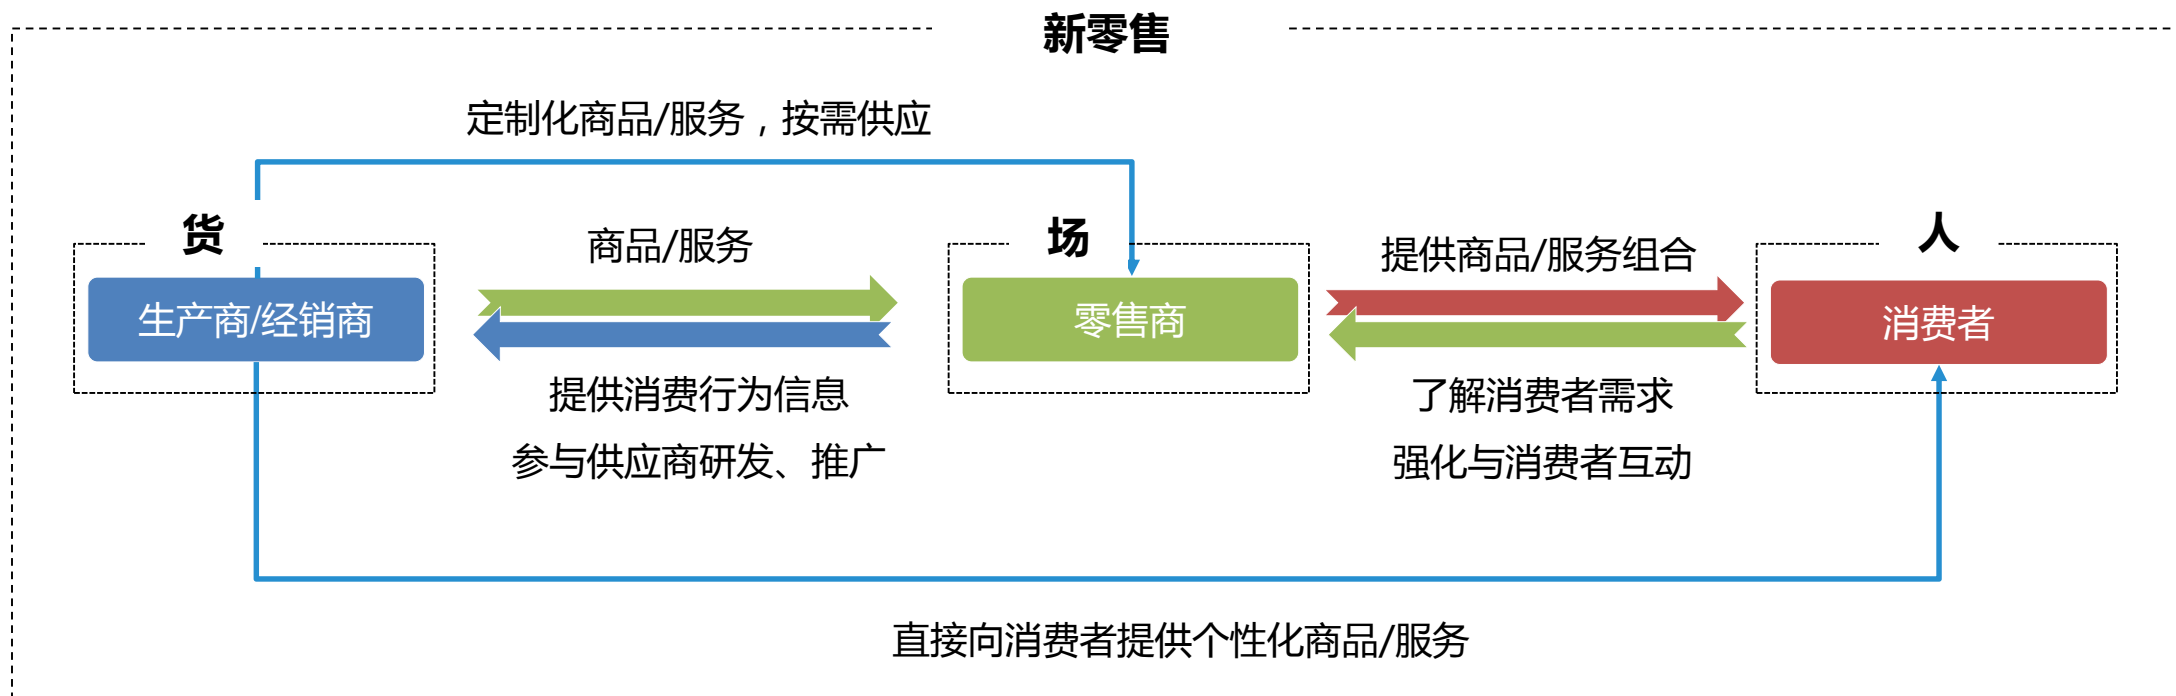 新零售
定制化商品/服务，按需供应
货
场
人
商品/服务
提供商品/服务组合
生产商/经销商
零售商
消费者
提供消费行为信息
参与供应商研发、推广
了解消费者需求
强化与消费者互动
直接向消费者提供个性化商品/服务